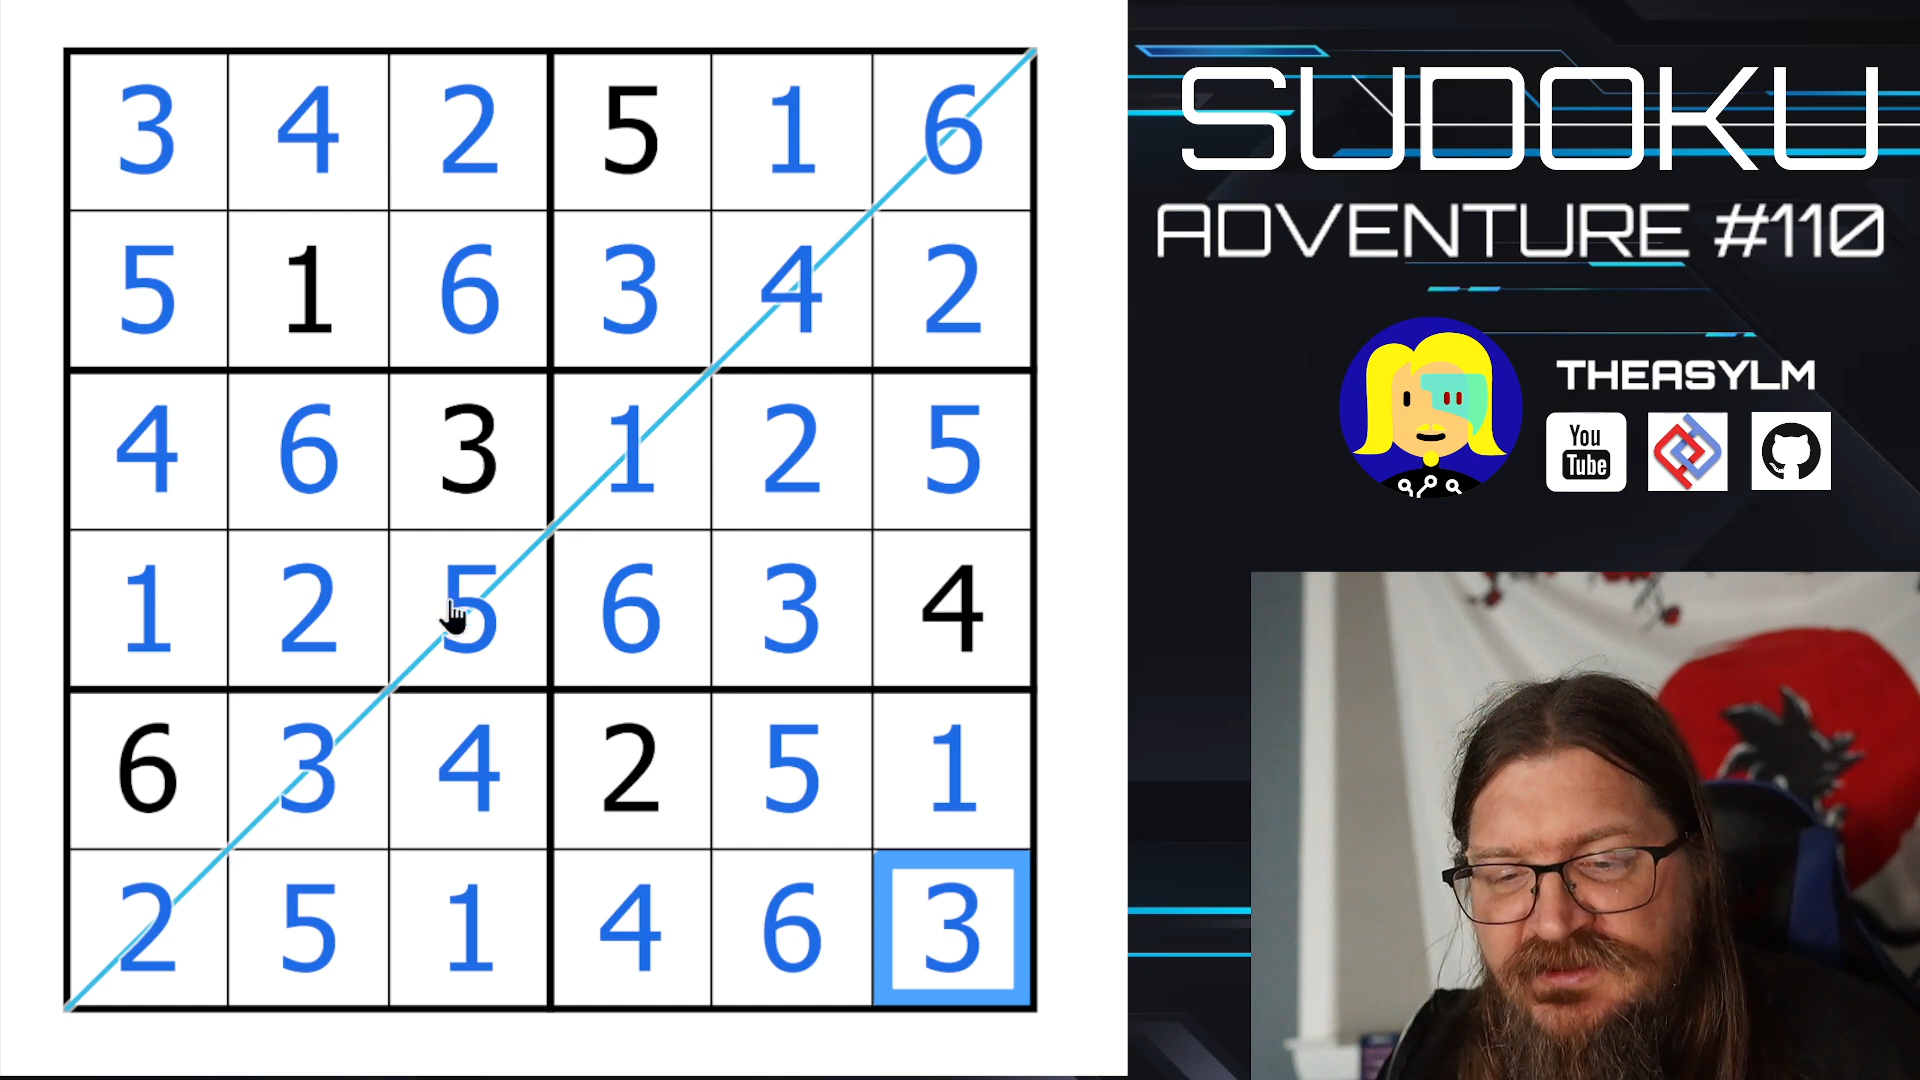 3 4 2 5 1 6
5 1 6 3 4 2
4 6 3 1 2 5
1 2 5 6 3 4
6 3 4 2 5 1
2 5 1 4 6 3
SUDOKU
ADVENTURE #110
THEASYLM
You
Tube